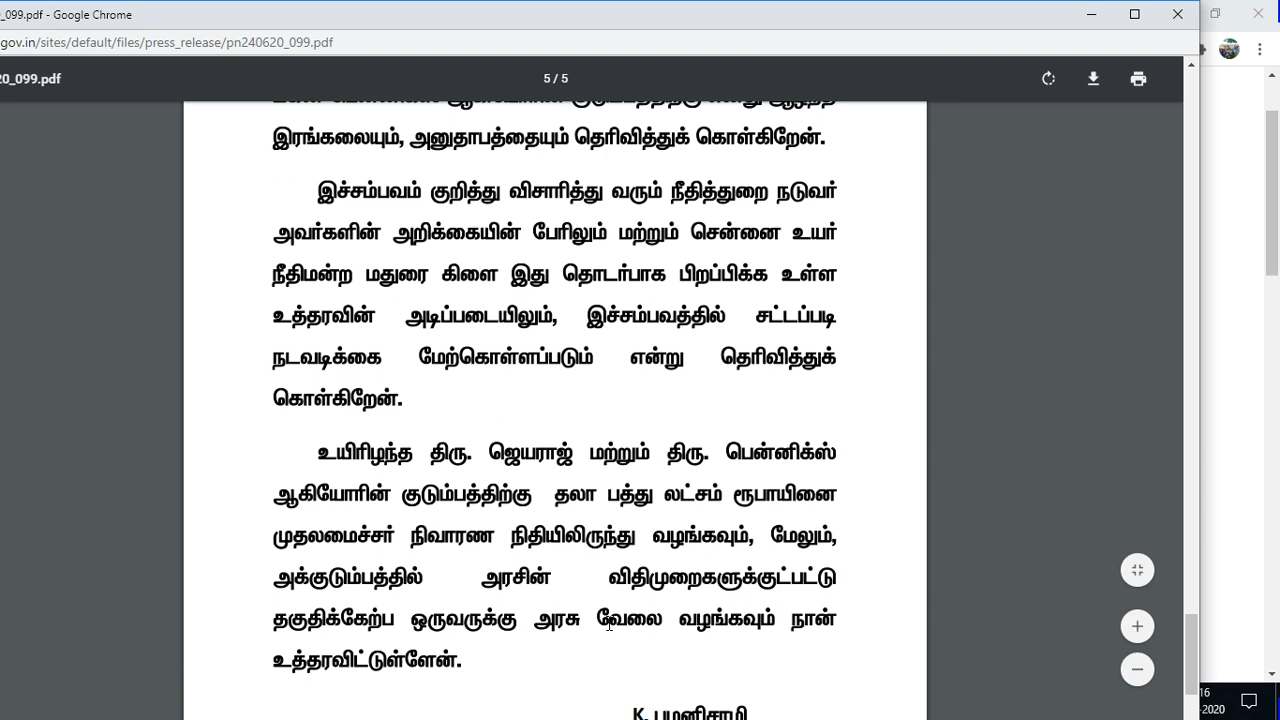 _099.pdf - Google Chrome
gov.in/sites/default/files/press_release/pn240620_099.pdf
20_099.pdf
5 / 5
இரங்கலையும், அனுதாபத்தையும் தெரிவித்துக் கொள்கிறேன்.
இச்சம்பவம் குறித்து விசாரித்து வரும் நீதித்துறை நடுவர்
அவர்களின் அறிக்கையின் பேரிலும் மற்றும் சென்னை உயர்
நீதிமன்ற மதுரை கிளை இது தொடர்பாக பிறப்பிக்க உள்ள
உத்தரவின் அடிப்படையிலும், இச்சம்பவத்தில் சட்டப்படி
நடவடிக்கை மேற்கொள்ளப்படும் என்று தெரிவித்துக்
கொள்கிறேன்.
உயிரிழந்த திரு. ஜெயராஜ் மற்றும் திரு. பென்னிக்ஸ்
ஆகியோரின் குடும்பத்திற்கு தலா பத்து லட்சம் ரூபாயினை
முதலமைச்சர் நிவாரண நிதியிலிருந்து வழங்கவும், மேலும்,
அக்குடும்பத்தில் அரசின் விதிமுறைகளுக்குட்பட்டு
தகுதிக்கேற்ப ஒருவருக்கு அரசு வேலை வழங்கவும் நான்
உத்தரவிட்டுள்ளேன்.
K. பழனிசாமி
16
-2020